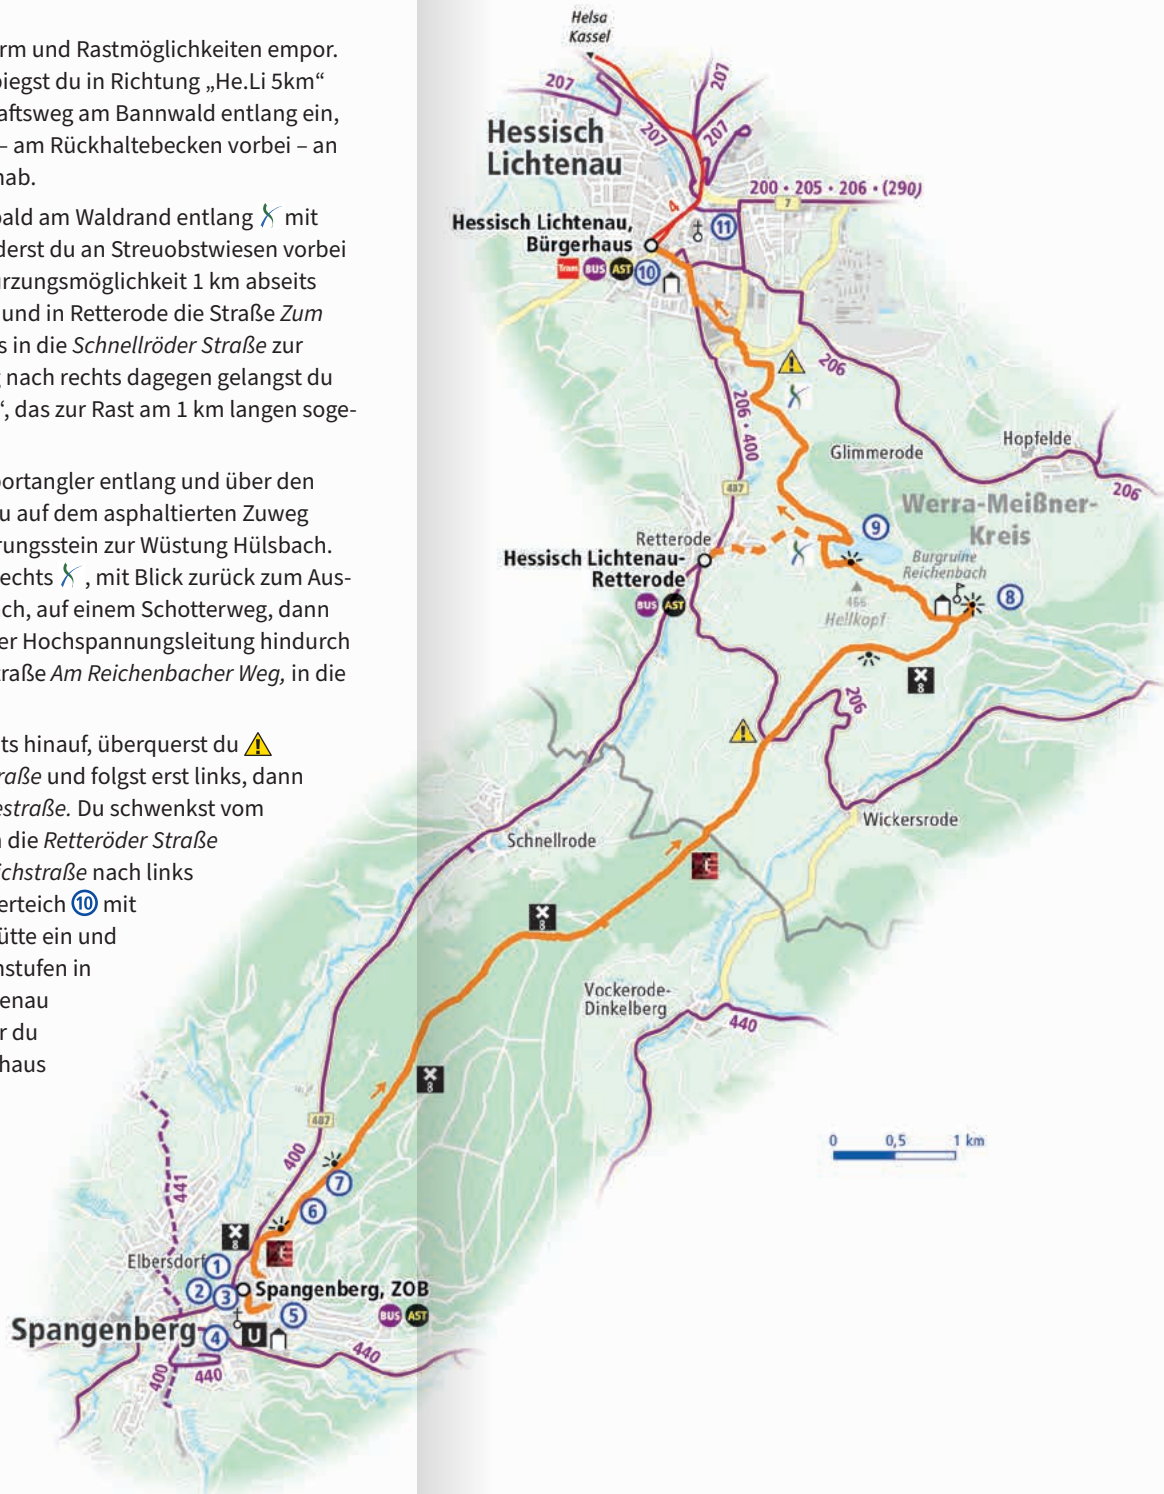 rm und Rastmöglichkeiten empor.
biegst du in Richtung „He.Li 5km“
aftsweg am Bannwald entlang ein,
– am Rückhaltebecken vorbei – an
nab.
bald am Waldrand entlang mit
derst du an Streuobstwiesen vorbei
ürzungsmöglichkeit 1 km abseits
und in Retterode die Straße Zum
s in die Schnellröder Straße zur
g nach rechts dagegen gelangst du
“, das zur Rast am 1 km langen soge-
portangler entlang und über den
u auf dem asphaltierten Zuweg
rungsstein zur Wüstung Hülsbach.
echts , mit Blick zurück zum Aus-
ich, auf einem Schotterweg, dann
er Hochspannungsleitung hindurch
traße Am Reichenbacher Weg, in die
ts hinauf, überquerst du
raße und folgst erst links, dann
estraße. Du schwenkst vom
n die Retteröder Straße
ichstraße nach links
erteich 10 mit
ütte ein und
nstufen in
tenau
r du
haus
Helsa
Kassel
207
207
207
207
Hessisch
Lichtenau
200 • 205 • 206 • (290)
7
4
11
Hessisch Lichtenau,
Bürgerhaus
Tram
BUS
AST
10
206
206 • 400
Glimmerode
Hopfelde
206
487
Werra-Meißner-
Kreis
9
Retterode
Hessisch Lichtenau-
Retterode
BUS
AST
Burgruine
Reichenbach
8
466
Hellkopf
X
8
206
Wickersrode
Schnellrode
X
8
Vockerode-
Dinkelberg
440
X
8
0
0,5
1 km
487
400
7
6
441
X
8
Elbersdorf
1
2
3
Spangenberg, ZOB
5
BUS
AST
Spangenberg
4
U
440
400
440